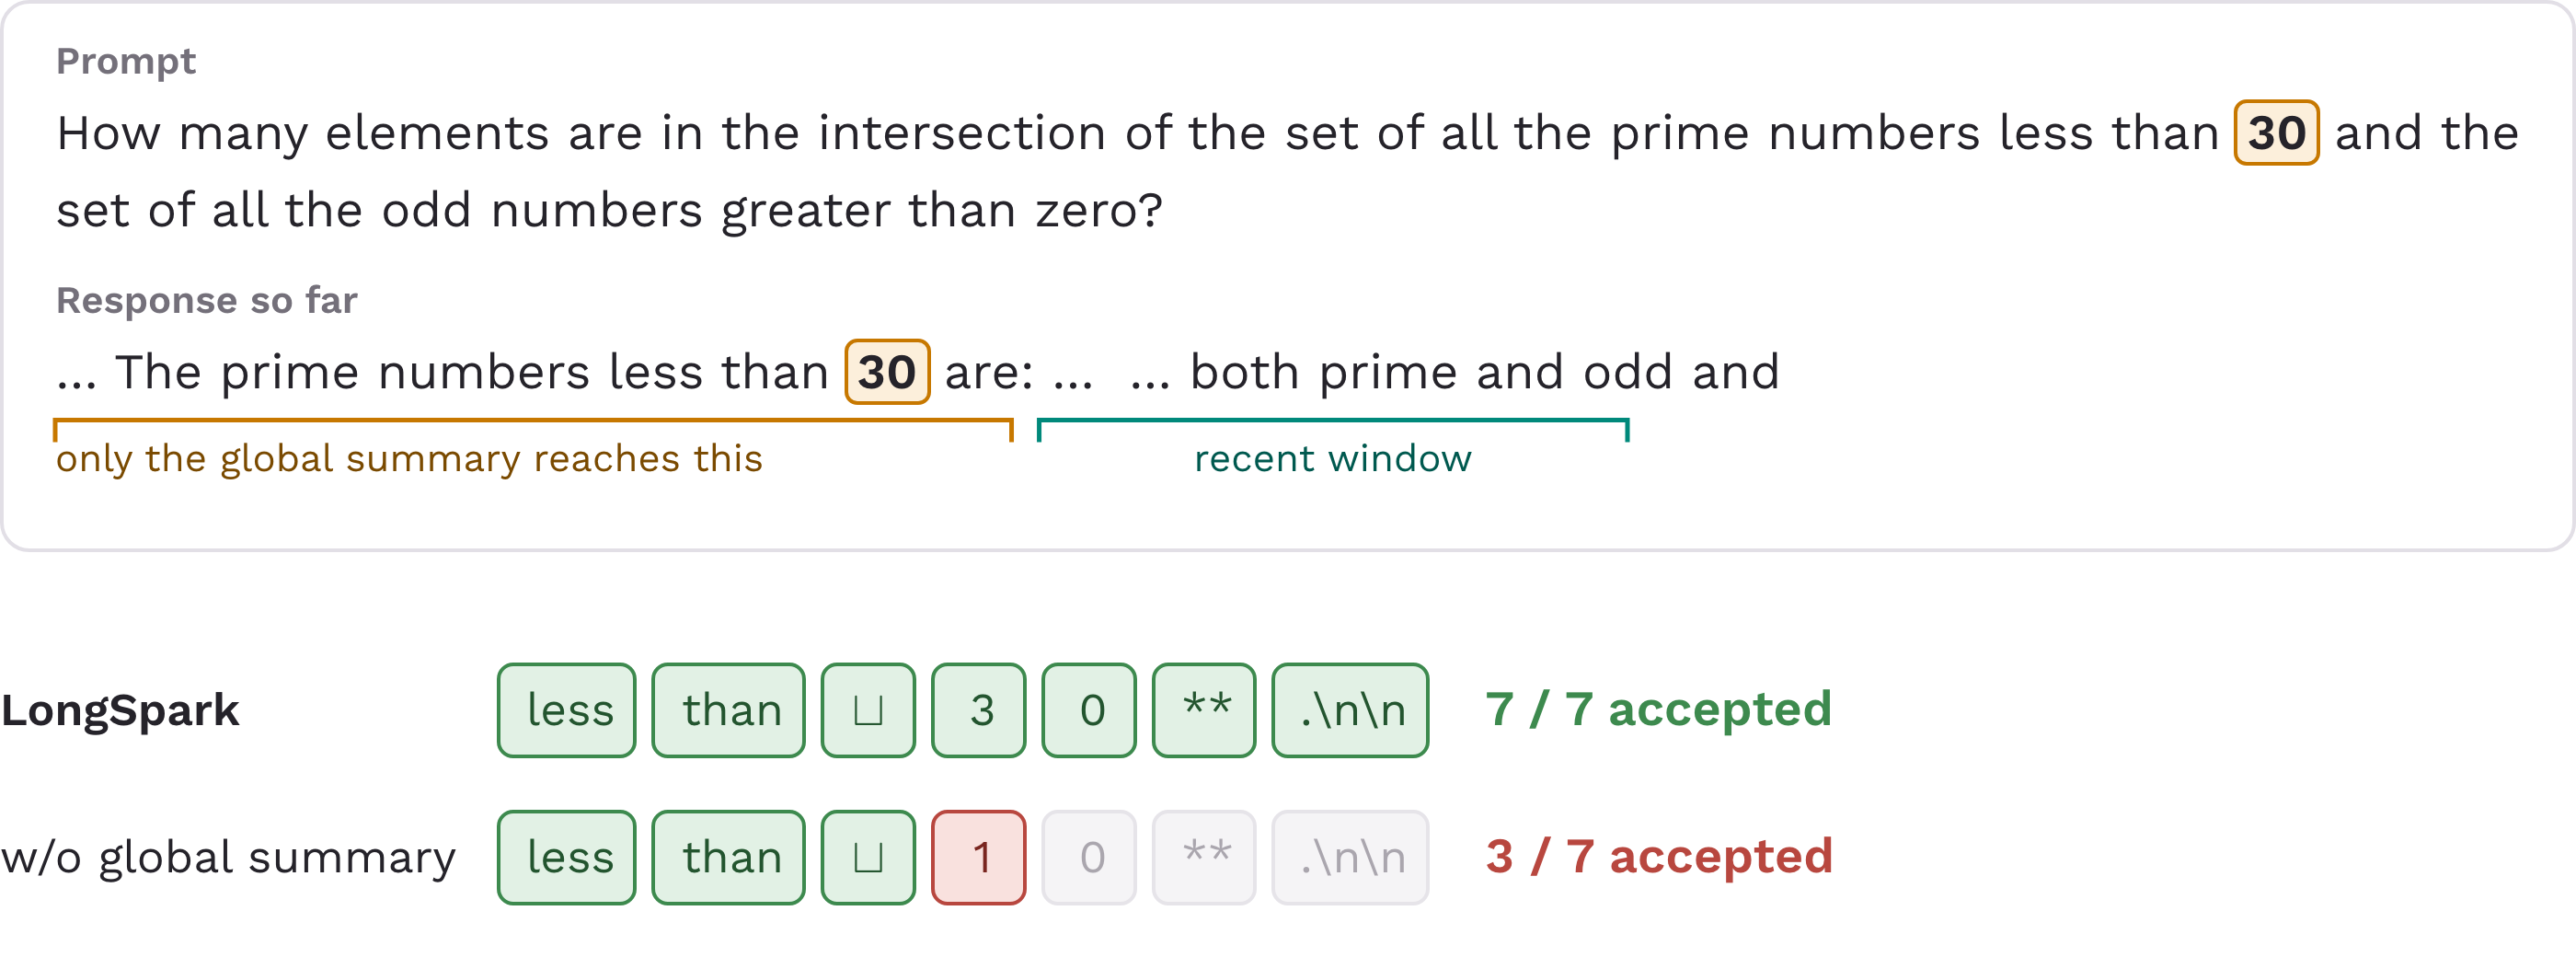 Prompt
How many elements are in the intersection of the set of all the prime numbers less than 30 and the
set of all the odd numbers greater than zero?
Response so far
... The prime numbers less than 30 are: ... ... both prime and odd and
only the global summary reaches this recent window
LongSpark less than ␣ 3 0 ** .\n\n 7 / 7 accepted
w/o global summary less than ␣ 1 0 ** .\n\n 3 / 7 accepted